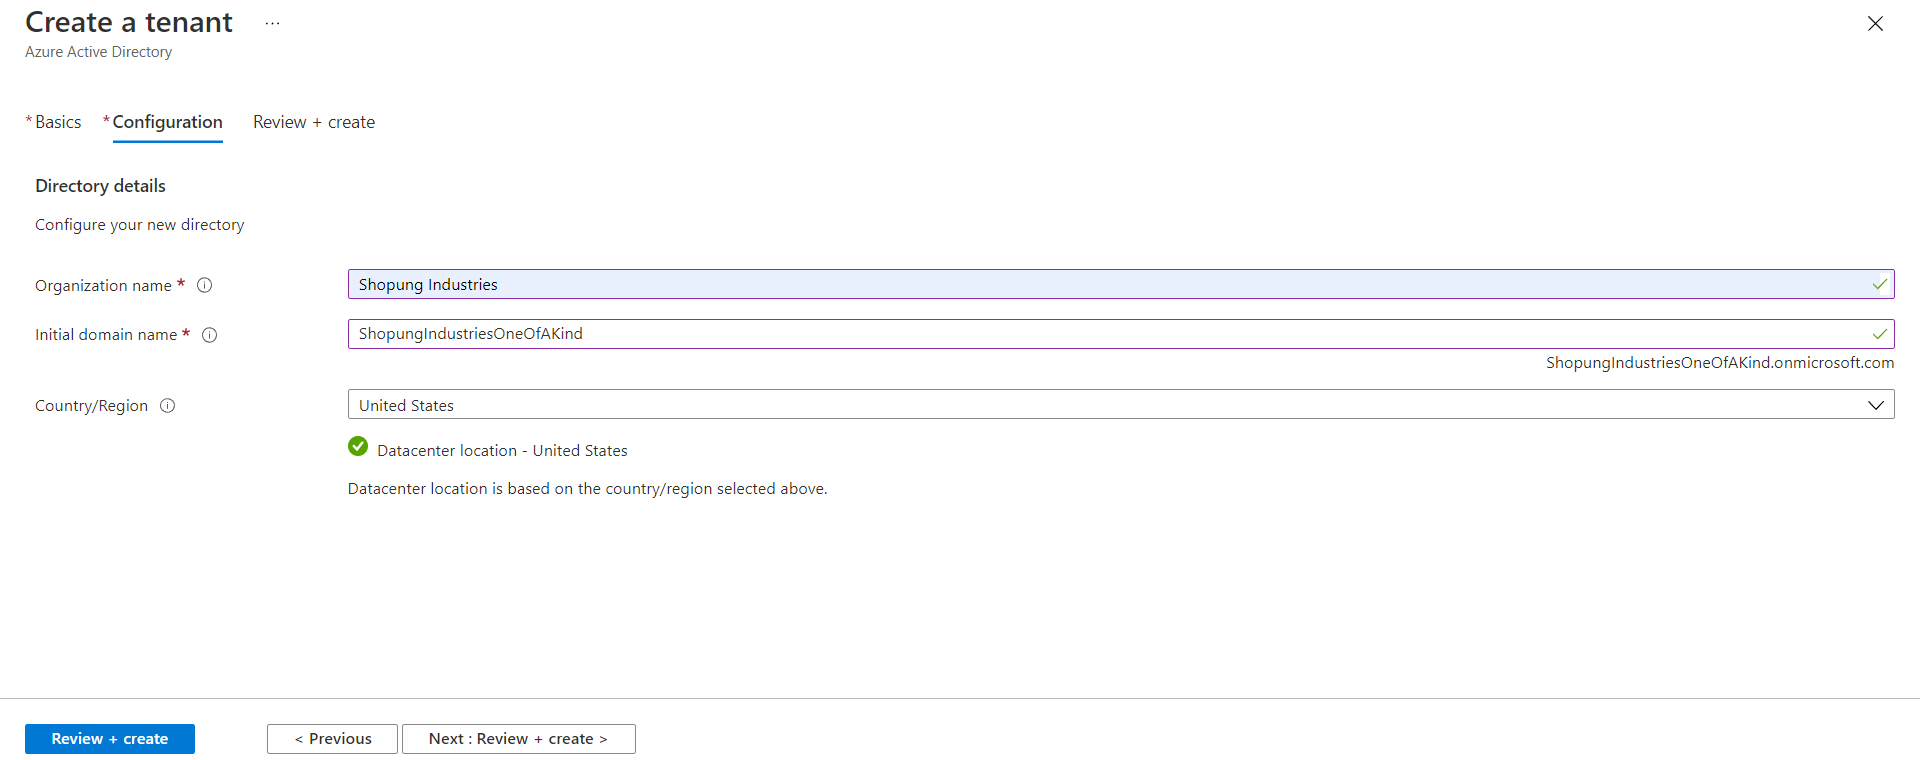 Create a tenant ...
Azure Active Directory
* Basics * Configuration Review + create
Directory details
Configure your new directory
Organization name * Shopung Industries
Initial domain name * ShopungIndustriesOneOfAKind
ShopungIndustriesOneOfAKind.onmicrosoft.com
Country/Region United States
Datacenter location - United States
Datacenter location is based on the country/region selected above.
Review + create < Previous Next : Review + create >